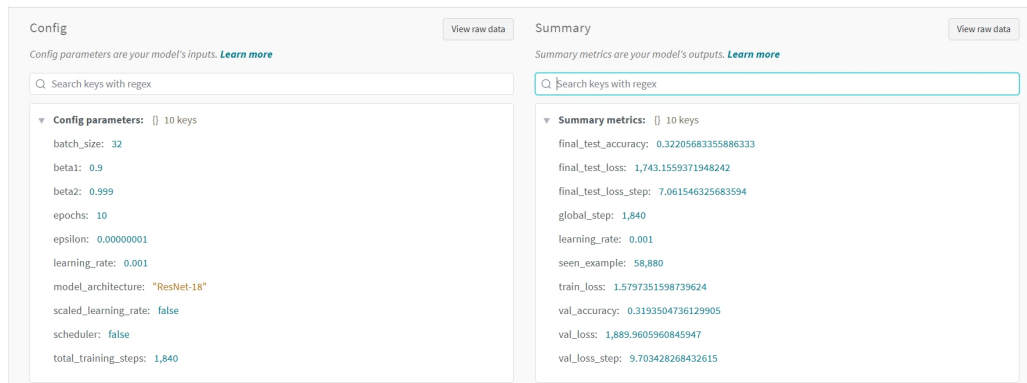 Config
View raw data
Config parameters are your model's inputs. Learn more
Search keys with regex
Config parameters: {} 10 keys
batch_size: 32
beta1: 0.9
beta2: 0.999
epochs: 10
epsilon: 0.00000001
learning_rate: 0.001
model_architecture: "ResNet-18"
scaled_learning_rate: false
scheduler: false
total_training_steps: 1,840
Summary
View raw data
Summary metrics are your model's outputs. Learn more
Search keys with regex
Summary metrics: {} 10 keys
final_test_accuracy: 0.32205683355886333
final_test_loss: 1,743.1559371948242
final_test_loss_step: 7.061546325683594
global_step: 1,840
learning_rate: 0.001
seen_example: 58,880
train_loss: 1.5797351598739624
val_accuracy: 0.3193504736129905
val_loss: 1,889.9605960845947
val_loss_step: 9.703428268432615